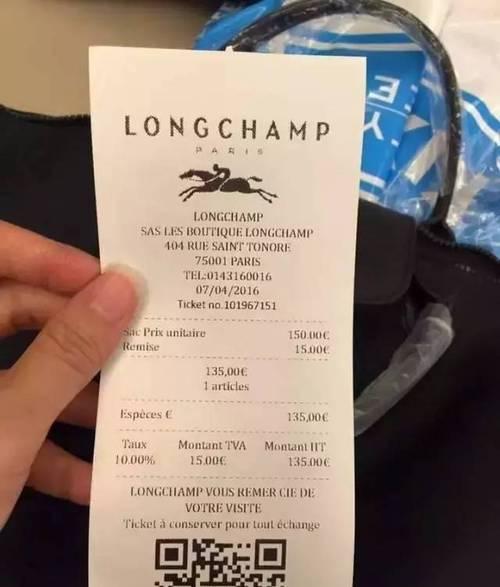 LONGCHAMP
PARIS
LONGCHAMP
SAS LES BOUTIQUE LONGCHAMP
404 RUE SAINT TONORE
75001 PARIS
TEL:0143160016
07/04/2016
Ticket no.101967151
Sac Prix unitaire 150.00€
Remise 15.00€
135,00€
1 articles
Espèces € 135,00€
Taux Montant TVA Montant HT
10.00% 15.00€ 135.00€
LONGCHAMP VOUS REMER CIE DE
VOTRE VISITE
Ticket à conserver pour tout échange